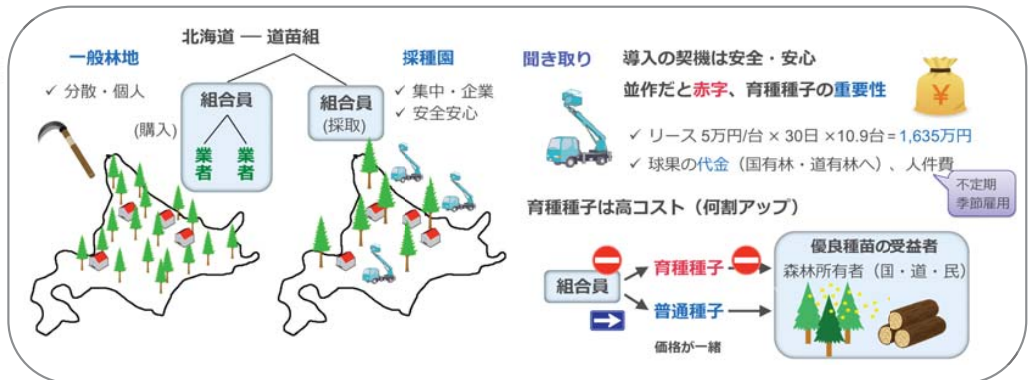 北海道 ― 道苗組
一般林地
✓ 分散・個人
組合員
(購入)
業者
業者
採種園
組合員
(採取)
✓ 集中・企業
✓ 安全安心
聞き取り
導入の契機は安全・安心
並作だと赤字、育種種子の重要性
✓ リース 5万円/台 × 30日 ×10.9台= 1,635万円
✓ 球果の代金（国有林・道有林へ）、人件費
不定期
季節雇用
¥
育種種子は高コスト（何割アップ）
組合員
育種種子
普通種子
価格が一緒
優良種苗の受益者
森林所有者（国・道・民）